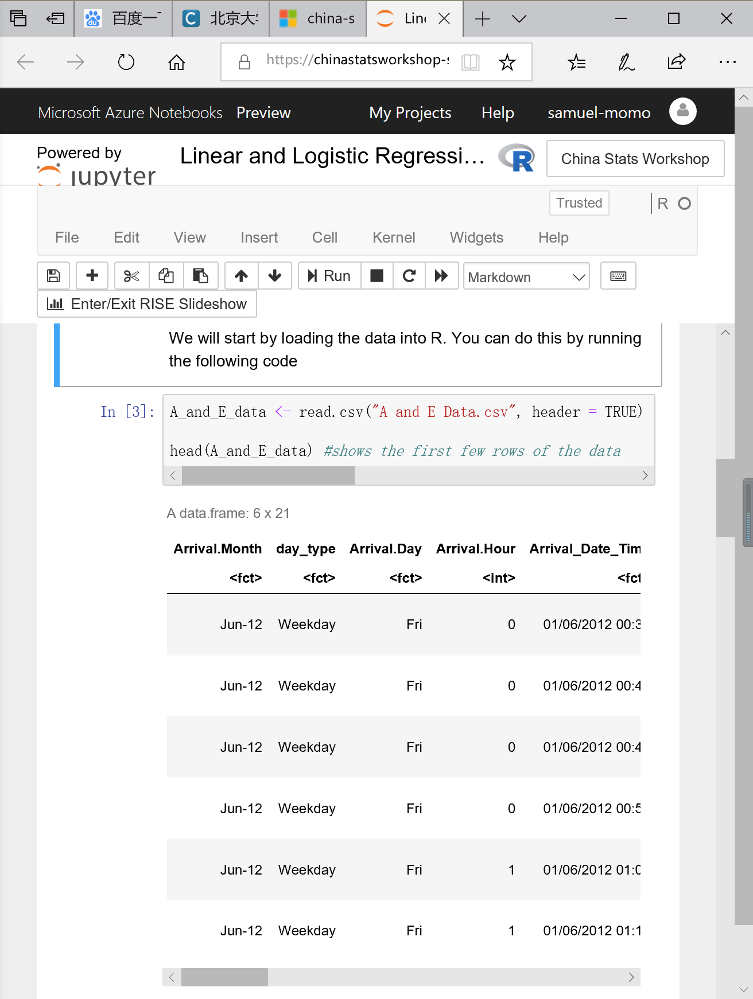 百度一
北京大
china-s
Lin
https://chinastatsworkshop-
Microsoft Azure Notebooks Preview My Projects Help samuel-momo
Powered by
jupyter
Linear and Logistic Regressi...
R
China Stats Workshop
Trusted
R
File Edit View Insert Cell Kernel Widgets Help
Run
Markdown
Enter/Exit RISE Slideshow
We will start by loading the data into R. You can do this by running
the following code
In [3]:
A_and_E_data <- read.csv("A and E Data.csv", header = TRUE)
head(A_and_E_data) #shows the first few rows of the data
A data.frame: 6 x 21
Arrival.Month day_type Arrival.Day Arrival.Hour Arrival_Date_Tim
<fct> <fct> <fct> <int> <fct
Jun-12 Weekday Fri 0 01/06/2012 00:3
Jun-12 Weekday Fri 0 01/06/2012 00:4
Jun-12 Weekday Fri 0 01/06/2012 00:4
Jun-12 Weekday Fri 0 01/06/2012 00:5
Jun-12 Weekday Fri 1 01/06/2012 01:0
Jun-12 Weekday Fri 1 01/06/2012 01:1